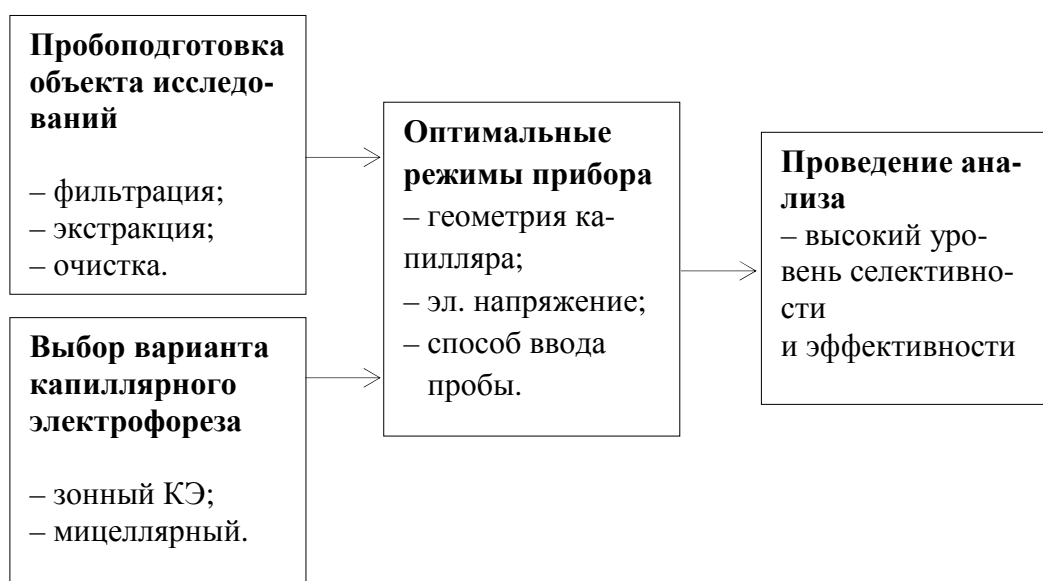 Пробоподготовка
объекта исследо-
ваний
– фильтрация;
– экстракция;
– очистка.
Выбор варианта
капиллярного
электрофореза
– зонный КЭ;
– мицеллярный.
Оптимальные
режимы прибора
– геометрия ка-
пилляра;
– эл. напряжение;
– способ ввода
пробы.
Проведение ана-
лиза
– высокий уро-
вень селективно-
сти
и эффективности